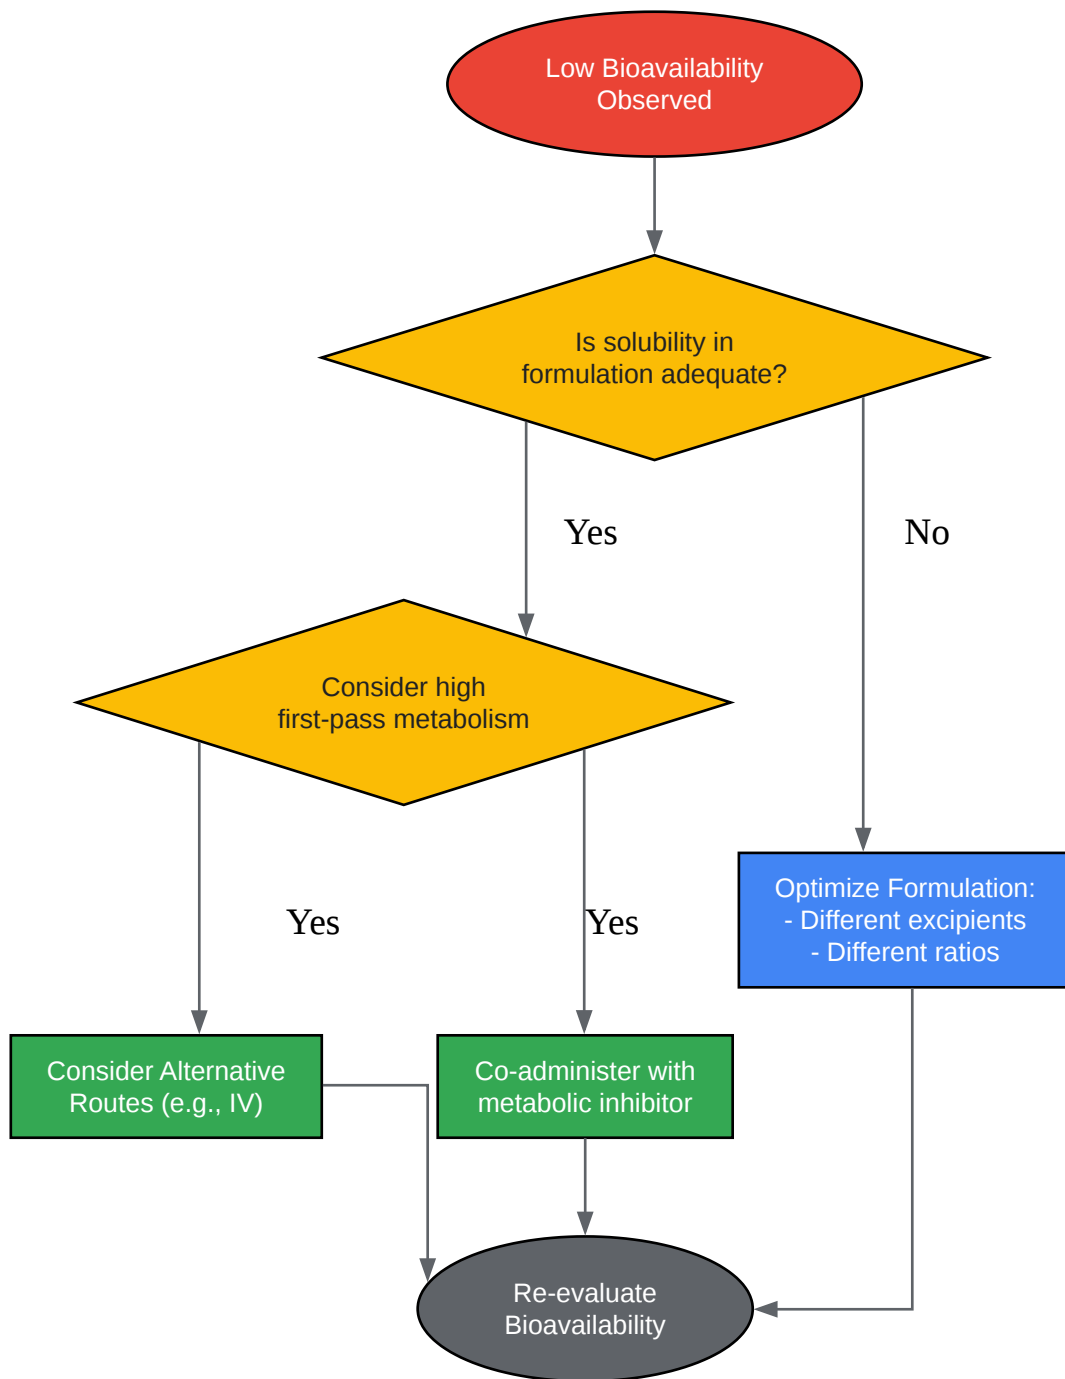 Low Bioavailability
Observed
Is solubility in
formulation adequate?
Yes
No
Consider high
first-pass metabolism
Yes
Yes
Optimize Formulation:
- Different excipients
- Different ratios
Consider Alternative
Routes (e.g., IV)
Co-administer with
metabolic inhibitor
Re-evaluate
Bioavailability